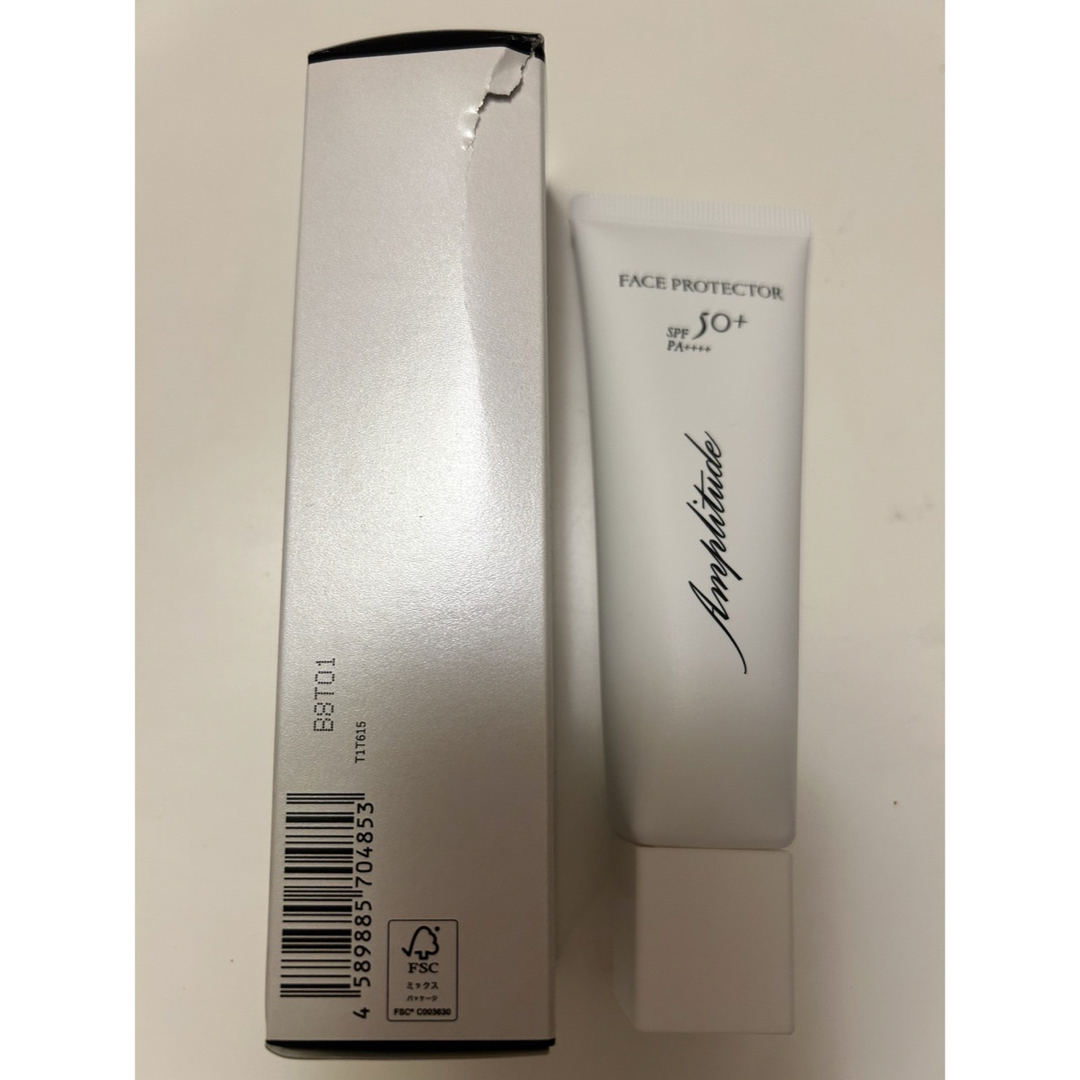 B8T01
T1T615
4 589885 704853
FSC
ミックス
パッケージ
FSC® C003630
FACE PROTECTOR
SPF 50+
PA++++
Amplitude